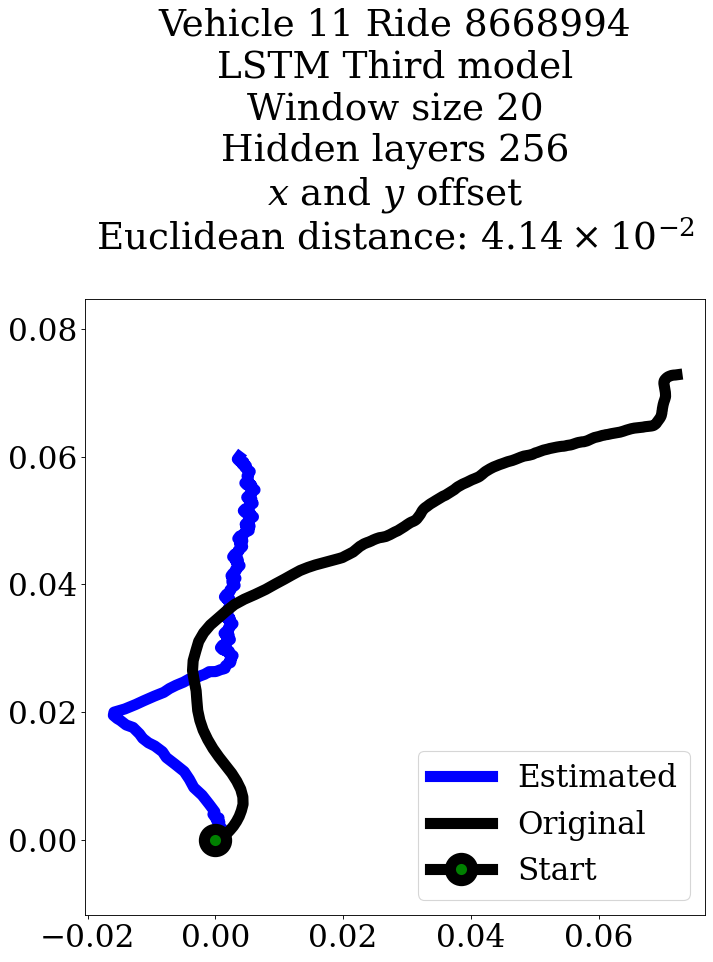 Vehicle 11 Ride 8668994
LSTM Third model
Window size 20
Hidden layers 256
x and y offset
Euclidean distance: 4.14 × 10⁻²
0.08
0.06
0.04
0.02
0.00
Estimated
Original
Start
−0.02 0.00 0.02 0.04 0.06